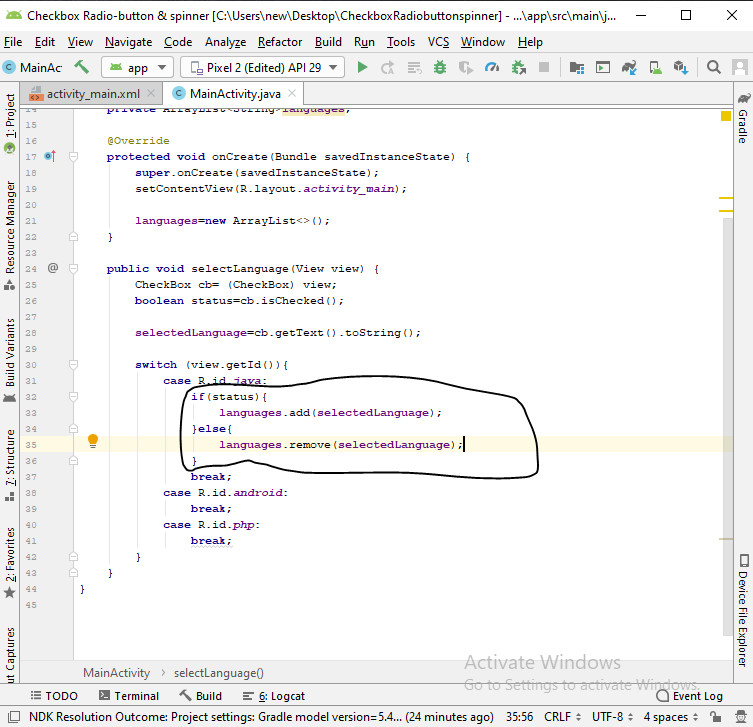 Checkbox Radio-button & spinner [C:\Users\new\Desktop\CheckboxRadiobuttonspinner] - ...\app\src\main\j...
File Edit View Navigate Code Analyze Refactor Build Run Tools VCS Window Help
MainAc app Pixel 2 (Edited) API 29
activity_main.xml MainActivity.java
1: Project
Resource Manager
Build Variants
7: Structure
2: Favorites
ut Captures
14 private ArrayList<String>languages;
15
16 @Override
17 protected void onCreate(Bundle savedInstanceState) {
18 super.onCreate(savedInstanceState);
19 setContentView(R.layout.activity_main);
20
21 languages=new ArrayList<>();
22 }
23
24 @ public void selectLanguage(View view) {
25 CheckBox cb= (CheckBox) view;
26 boolean status=cb.isChecked();
27
28 selectedLanguage=cb.getText().toString();
29
30 switch (view.getId()){
31 case R.id.java:
32 if(status){
33 languages.add(selectedLanguage);
34 }else{
35 languages.remove(selectedLanguage);
36 }
37 break;
38 case R.id.android:
39 break;
40 case R.id.php:
41 break;
42 }
43 }
44 }
45
Gradle
Device File Explorer
MainActivity selectLanguage()
Activate Windows
Go to Settings to activate Windows.
TODO Terminal Build 6: Logcat Event Log
NDK Resolution Outcome: Project settings: Gradle model version=5.4... (24 minutes ago) 35:56 CRLF UTF-8 4 spaces